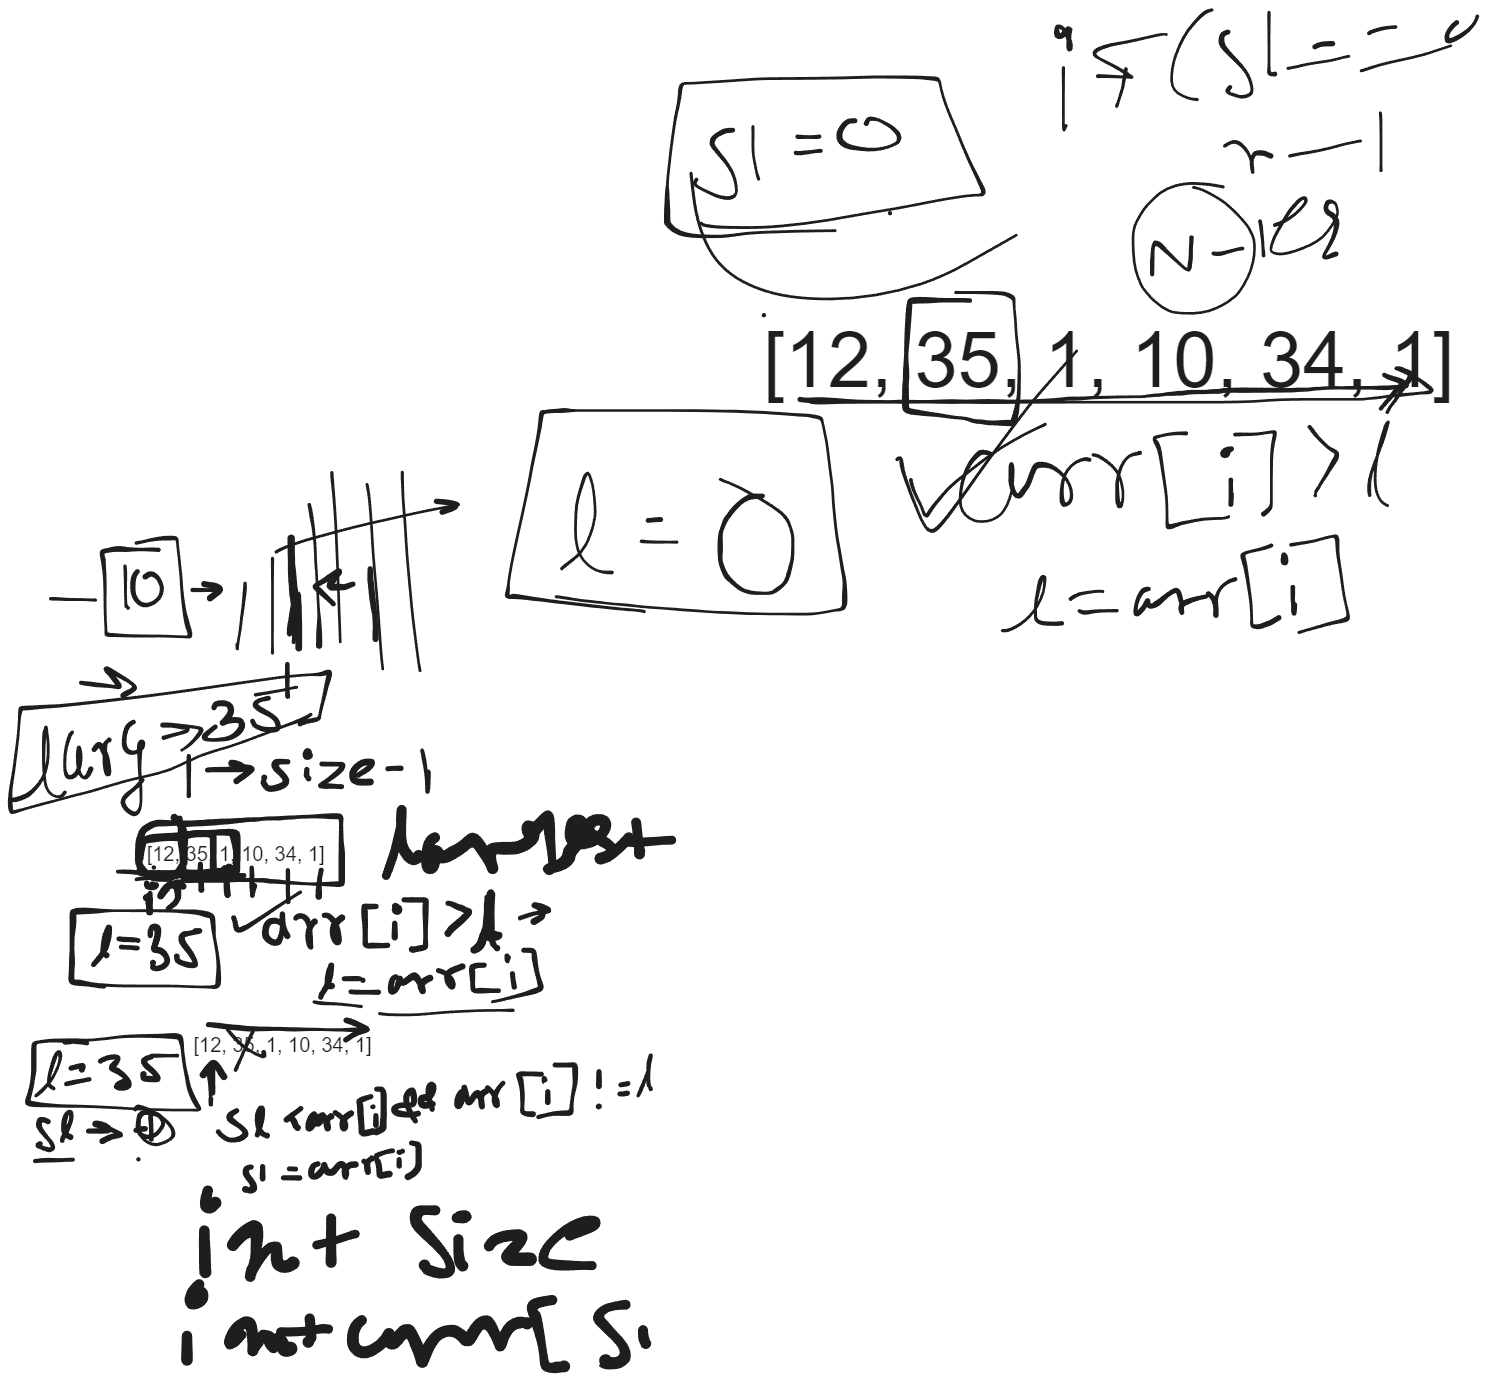 if (sl == 0
r - 1
sl = 0
N - 1
[12, 35, 1, 10, 34, 1]
arr[i] > l
l = 0
l = arr[i]
10 →
larg → 35
1 → size - 1
[12, 35, 1, 10, 34, 1]
largest
l = 35
arr[i] > l →
l = arr[i]
[12, 35, 1, 10, 34, 1]
l = 35
sl < arr[i] && arr[i] != l
sl →
sl = arr[i]
int size
int arr[si